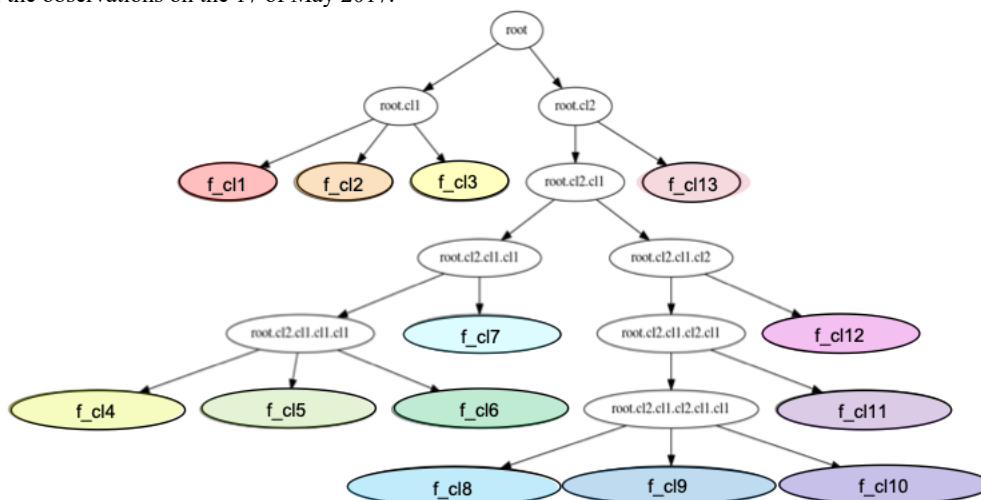 the observations on the 17 of May 2017.
root
root.cl1
root.cl2
f_cl1
f_cl2
f_cl3
root.cl2.cl1
f_cl13
root.cl2.cl1.cl1
root.cl2.cl1.cl2
root.cl2.cl1.cl1.cl1
f_cl7
root.cl2.cl1.cl2.cl1
f_cl12
f_cl4
f_cl5
f_cl6
root.cl2.cl1.cl2.cl1.cl1
f_cl11
f_cl8
f_cl9
f_cl10